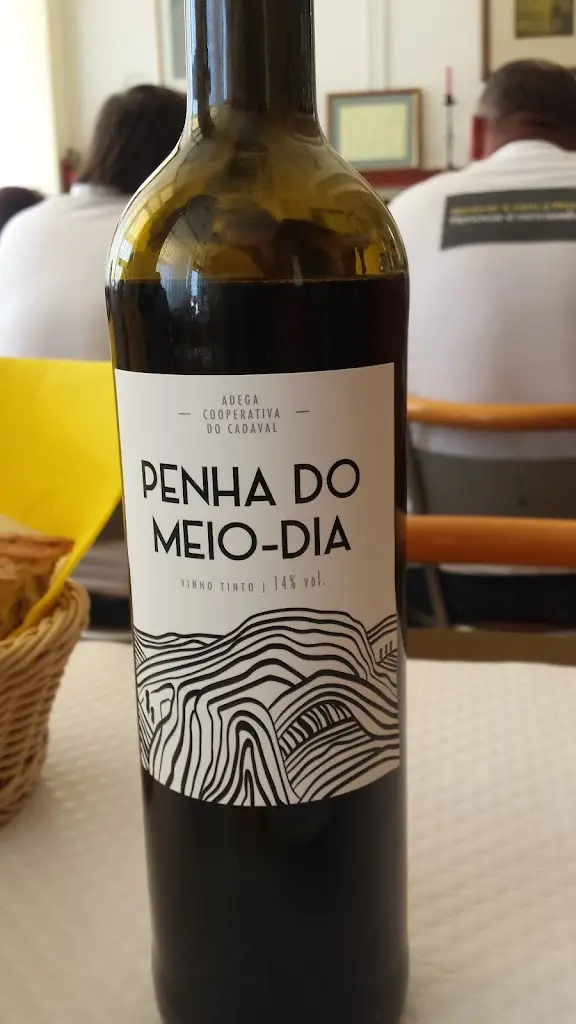 ADEGA
COOPERATIVA
DO CADAVAL
PENHA DO
MEIO-DIA
VINHO TINTO | 14% vol.